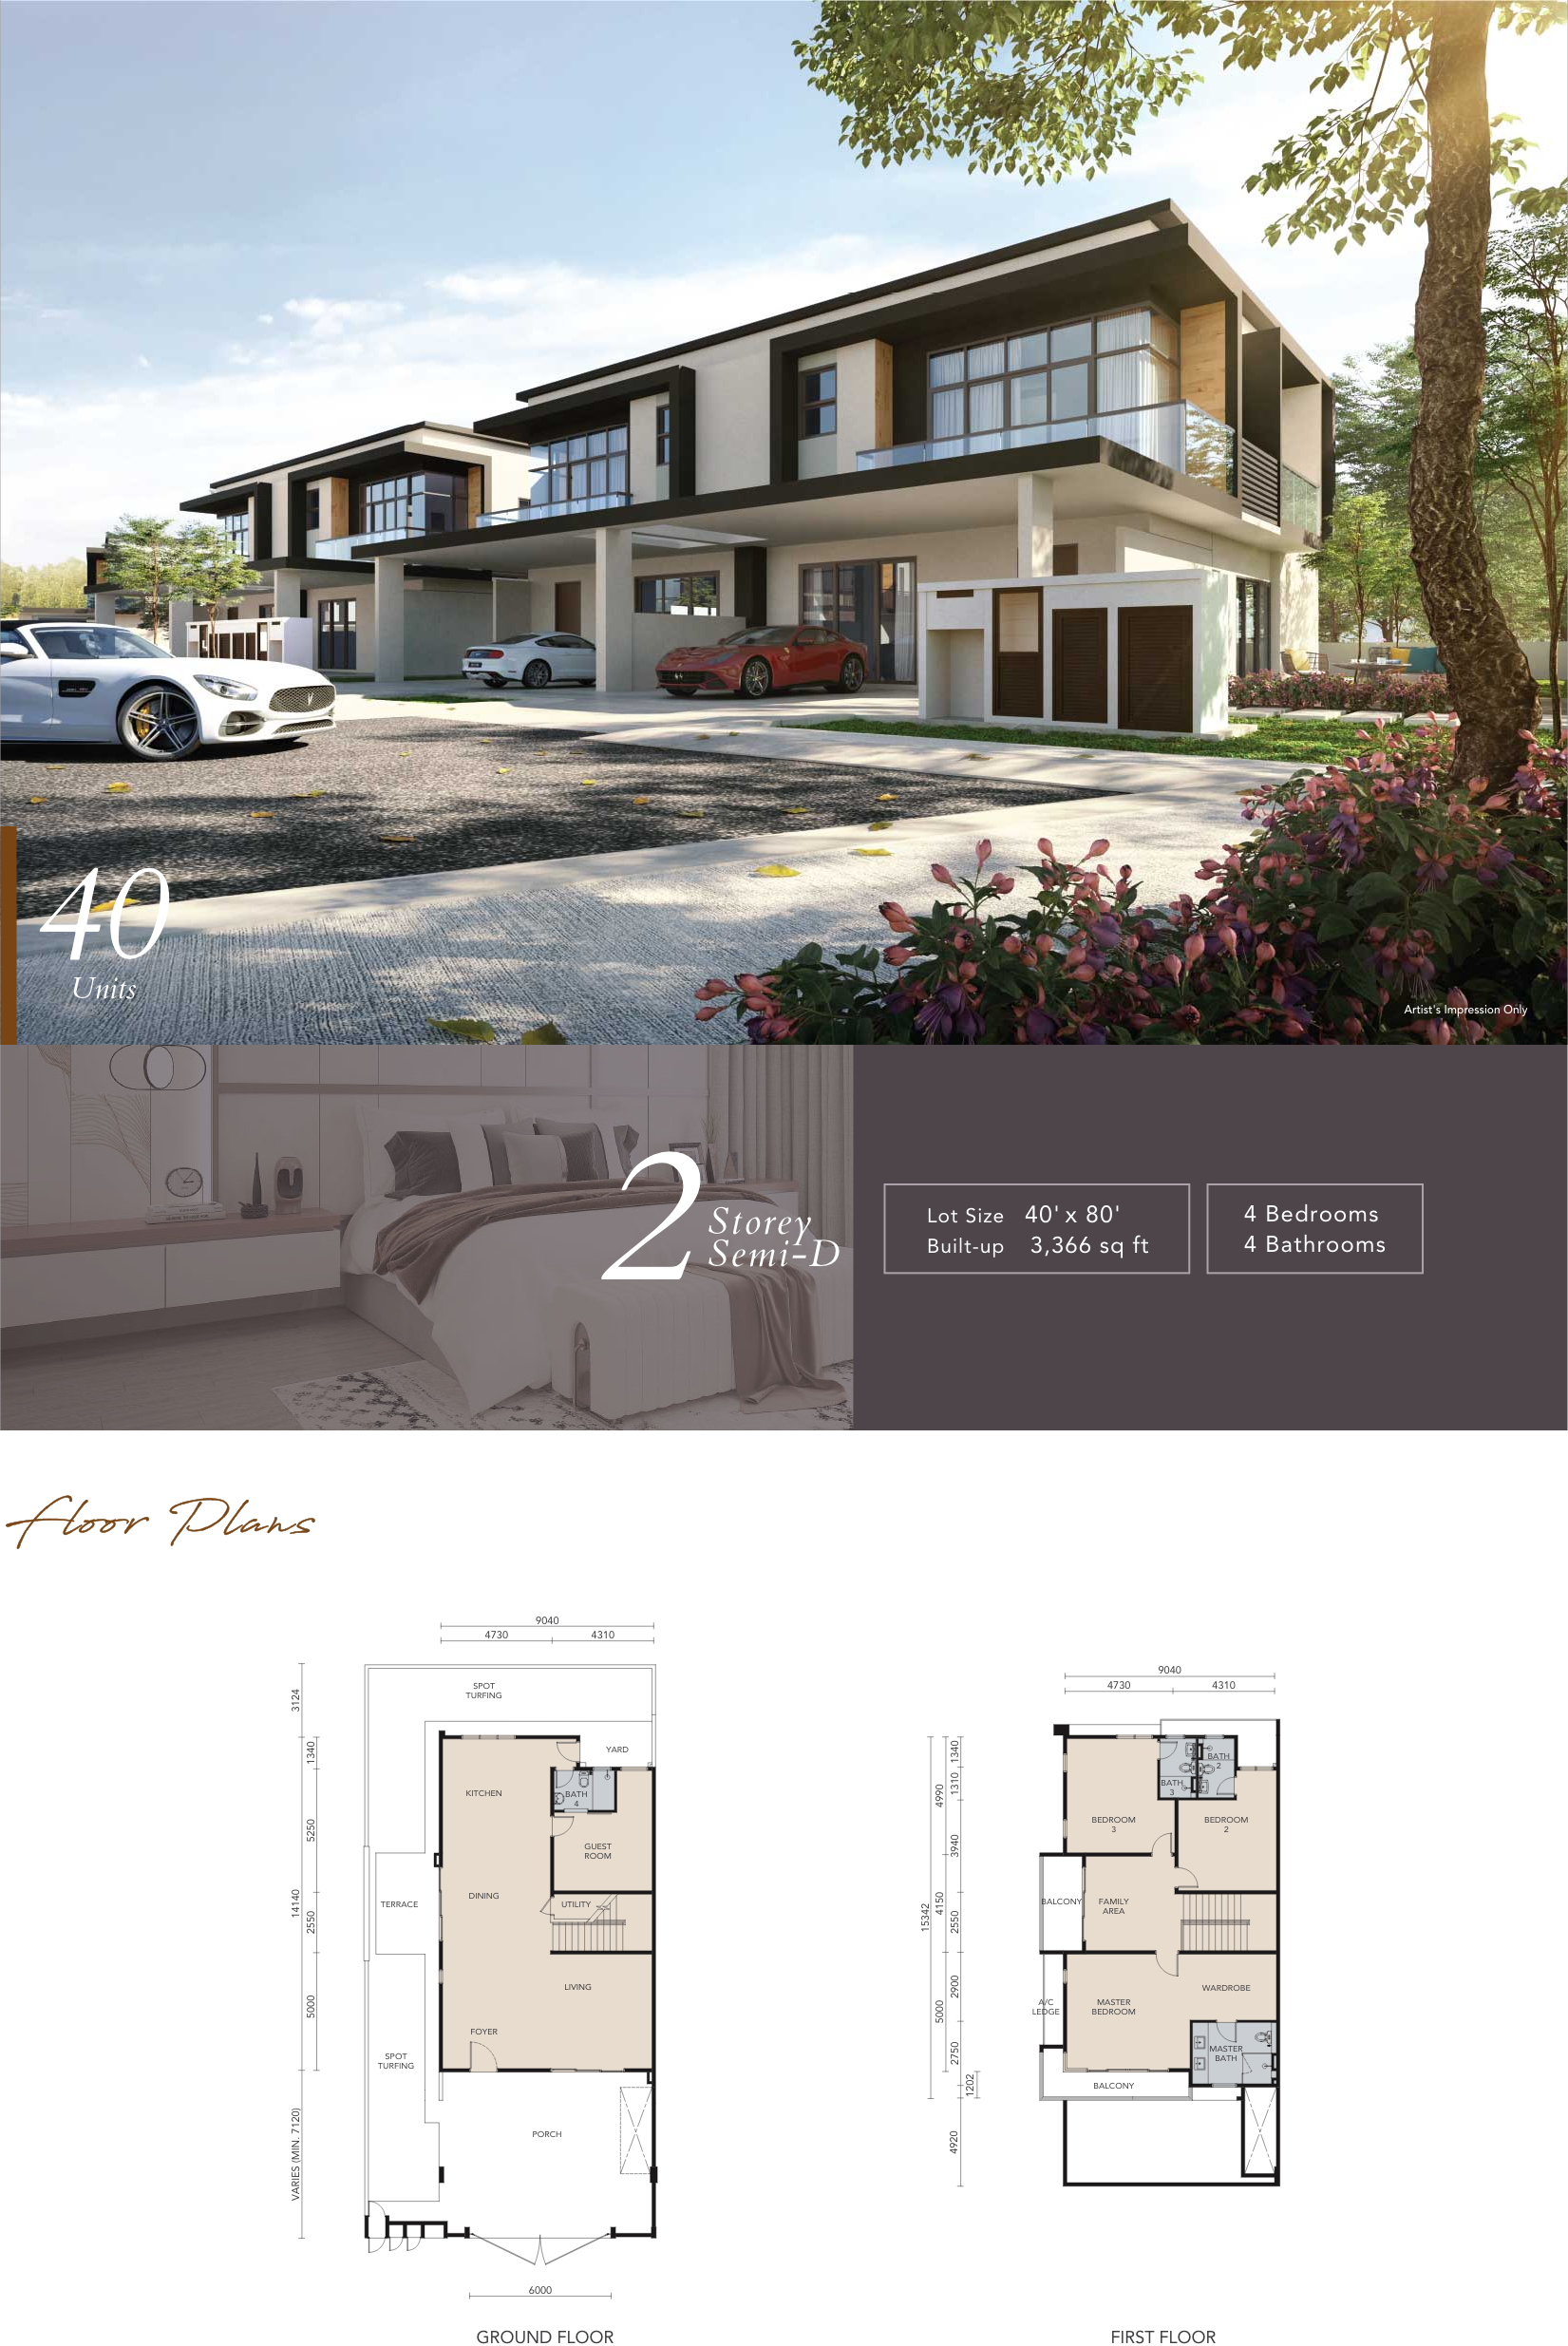 40
Units
Artist's Impression Only
2
Storey
Semi-D
Lot Size 40' x 80'
Built-up 3,366 sq ft
4 Bedrooms
4 Bathrooms
Floor Plans
9040
4730 4310
3124
1340
5250
14140
2550
5000
VARIES (MIN. 7120)
SPOT
TURFING
YARD
KITCHEN
BATH
4
GUEST
ROOM
DINING
TERRACE
UTILITY
LIVING
FOYER
SPOT
TURFING
PORCH
6000
GROUND FLOOR
9040
4730 4310
1340
1310
4990
3940
4150
15342
2550
2900
5000
2750
1202
4920
BATH
2
BATH
3
BEDROOM
3
BEDROOM
2
BALCONY
FAMILY
AREA
WARDROBE
A/C
LEDGE
MASTER
BEDROOM
MASTER
BATH
BALCONY
FIRST FLOOR